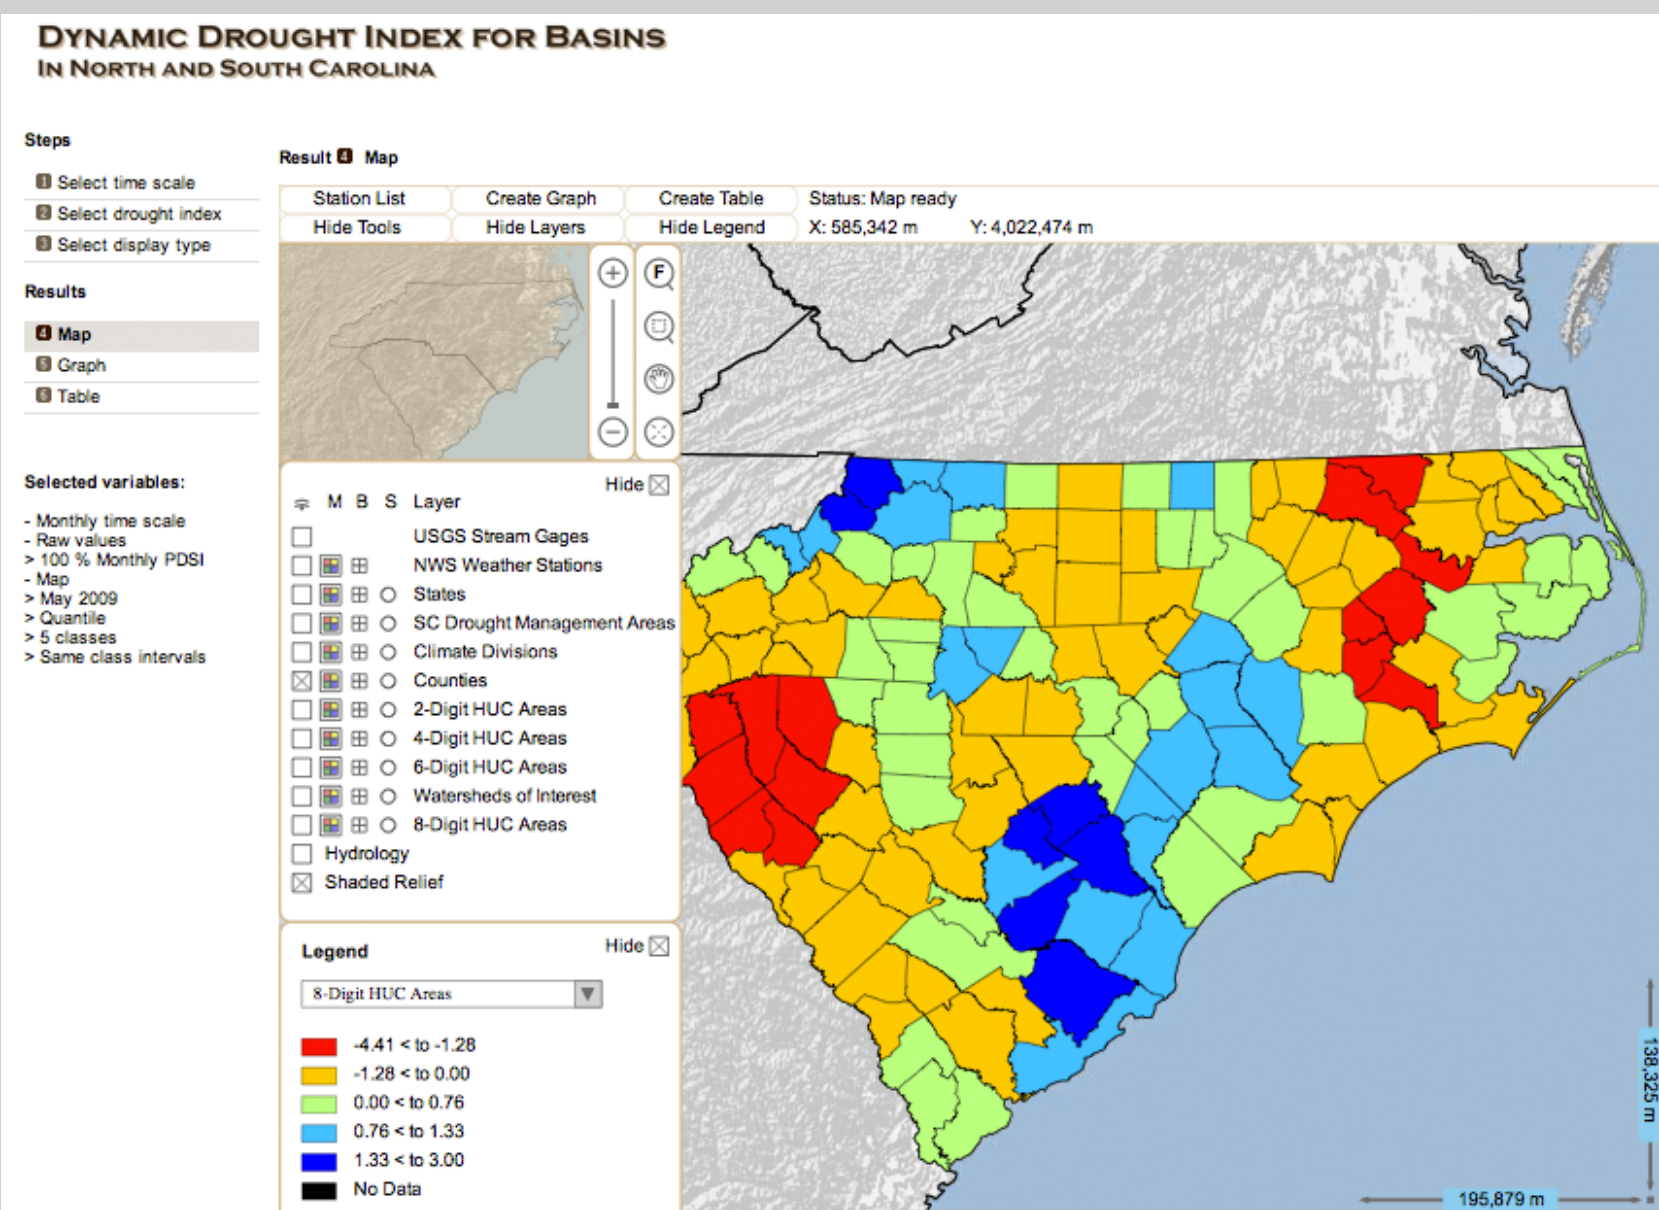 DYNAMIC DROUGHT INDEX FOR BASINS
IN NORTH AND SOUTH CAROLINA
Steps
1 Select time scale
2 Select drought index
3 Select display type
Results
4 Map
5 Graph
6 Table
Selected variables:
- Monthly time scale
- Raw values
> 100 % Monthly PDSI
- Map
> May 2009
> Quantile
> 5 classes
> Same class intervals
Result 4 Map
Station List Create Graph Create Table Status: Map ready
Hide Tools Hide Layers Hide Legend X: 585,342 m Y: 4,022,474 m
F
Hide
M B S Layer
USGS Stream Gages
NWS Weather Stations
States
SC Drought Management Areas
Climate Divisions
Counties
2-Digit HUC Areas
4-Digit HUC Areas
6-Digit HUC Areas
Watersheds of Interest
8-Digit HUC Areas
Hydrology
Shaded Relief
Legend Hide
8-Digit HUC Areas
-4.41 < to -1.28
-1.28 < to 0.00
0.00 < to 0.76
0.76 < to 1.33
1.33 < to 3.00
No Data
138,325 m
195,879 m